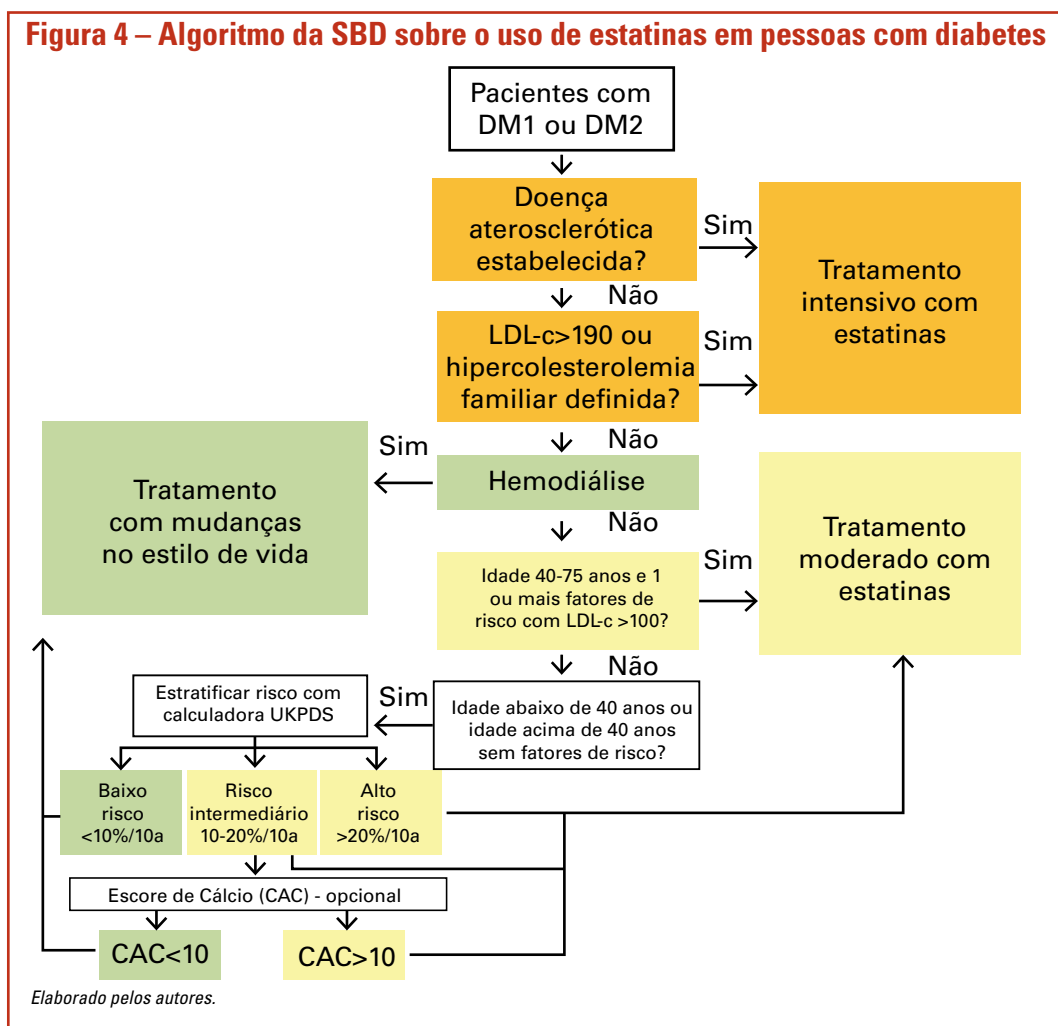 Figura 4 – Algoritmo da SBD sobre o uso de estatinas em pessoas com diabetes
Pacientes com
DM1 ou DM2
Doença
aterosclerótica
estabelecida?
Sim
Tratamento
intensivo com
estatinas
Não
LDL-c>190 ou
hipercolesterolemia
familiar definida?
Sim
Não
Hemodiálise
Sim
Tratamento
com mudanças
no estilo de vida
Não
Idade 40-75 anos e 1
ou mais fatores de
risco com LDL-c >100?
Sim
Tratamento
moderado com
estatinas
Não
Idade abaixo de 40 anos ou
idade acima de 40 anos
sem fatores de risco?
Sim
Estratificar risco com
calculadora UKPDS
Baixo
risco
<10%/10a
Risco
intermediário
10-20%/10a
Alto
risco
>20%/10a
Escore de Cálcio (CAC) - opcional
CAC<10
CAC>10
Elaborado pelos autores.